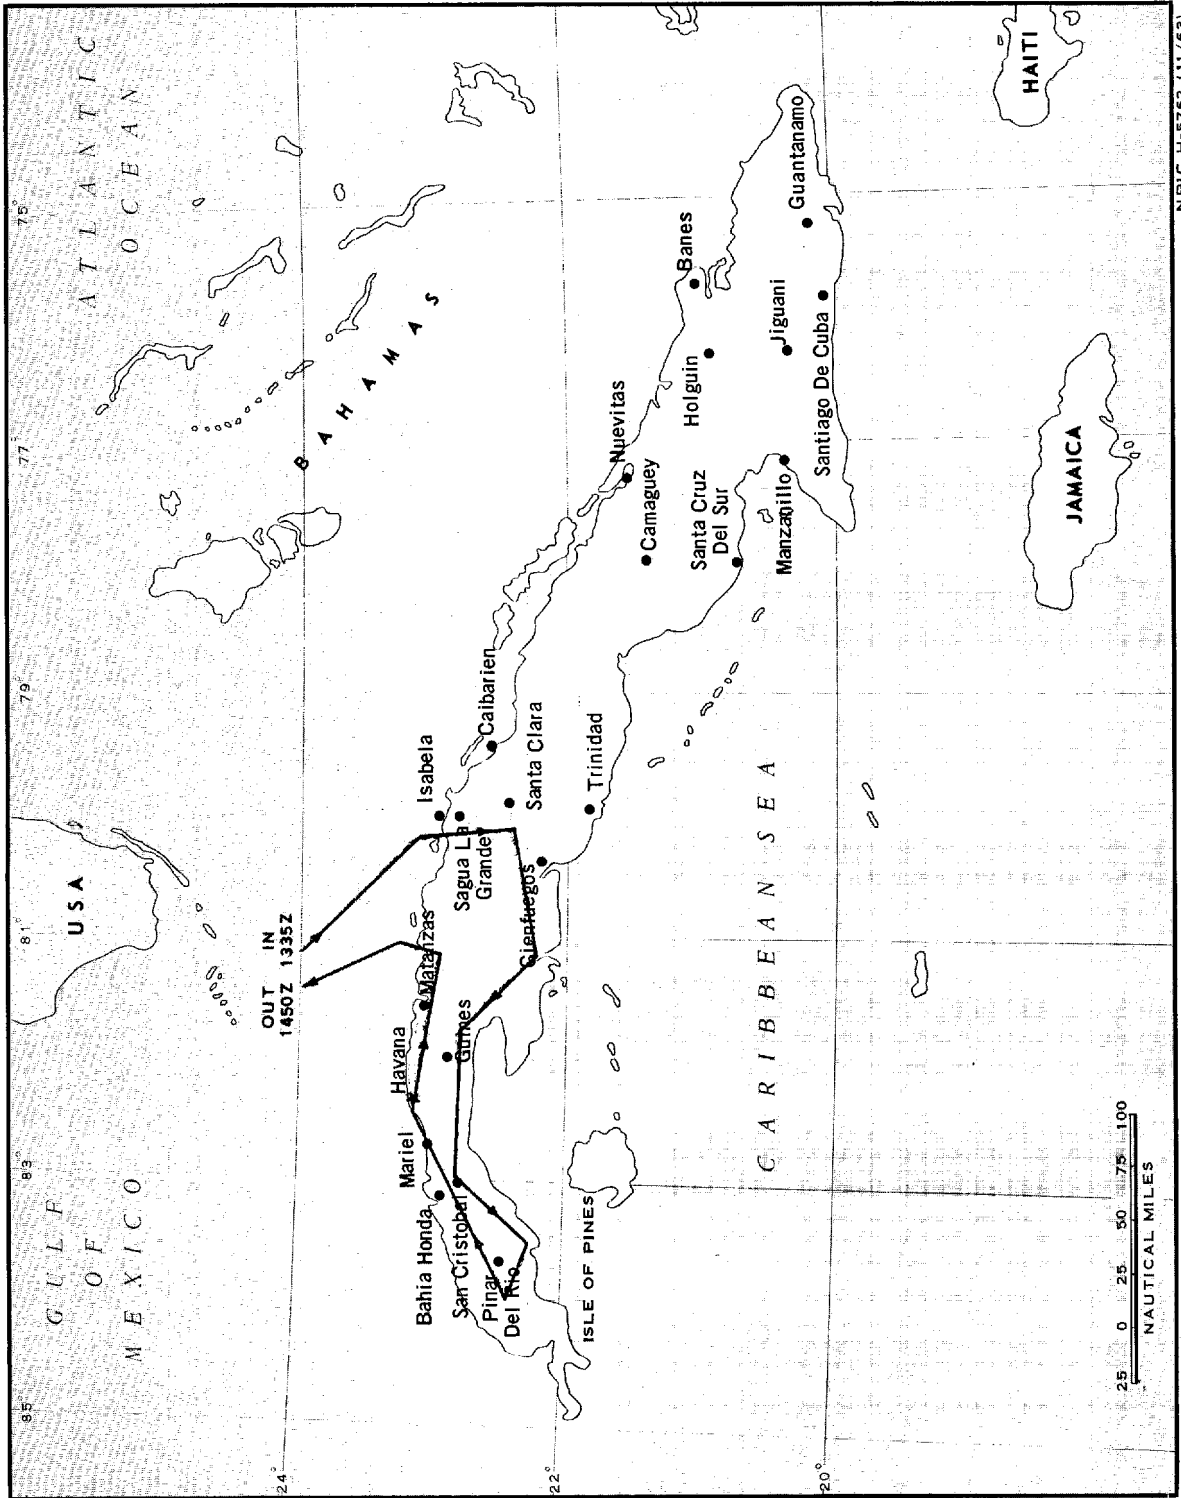 GULF
OF
MEXICO
ATLANTIC
OCEAN
85°
83°
81°
79
77
75°
USA
BAHAMAS
OUT IN
1450Z 1335Z
24°
22°
20°
Havana
Mariel
Bahia Honda
San Cristobal
Pinar
Del Rio
Guines
Matanzas
Isabela
Sagua La
Grande
Caibarien
Santa Clara
Cienfuegos
Trinidad
Nuevitas
Camaguey
Santa Cruz
Del Sur
Holguin
Banes
Jiguani
Manzanillo
Santiago De Cuba
Guantanamo
ISLE OF PINES
CARIBBEAN SEA
JAMAICA
HAITI
25 0 25 50 75 100
NAUTICAL MILES